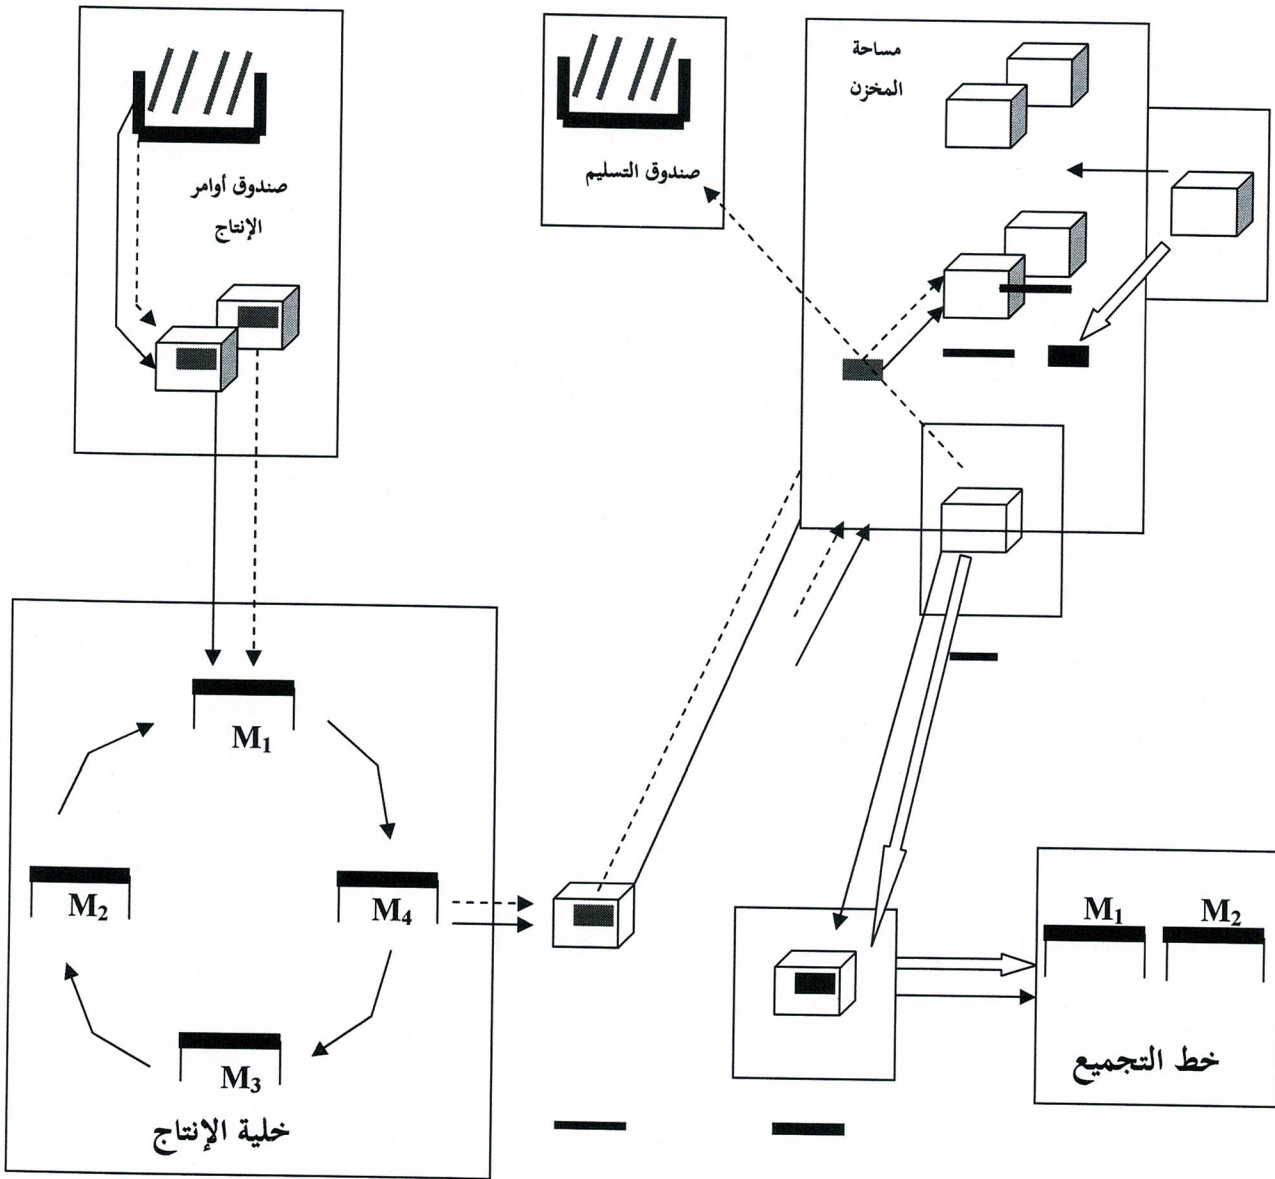 مساحة
المخزن
صندوق التسليم
صندوق أوامر
الإنتاج
M₁
M₂
M₄
M₃
خلية الإنتاج
M₁
M₂
خط التجميع